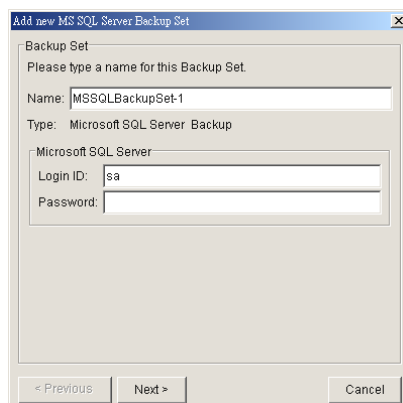 Add new MS SQL Server Backup Set
Backup Set
Please type a name for this Backup Set.
Name: MSSQLBackupSet-1
Type: Microsoft SQL Server Backup
Microsoft SQL Server
Login ID: sa
Password:
< Previous Next > Cancel